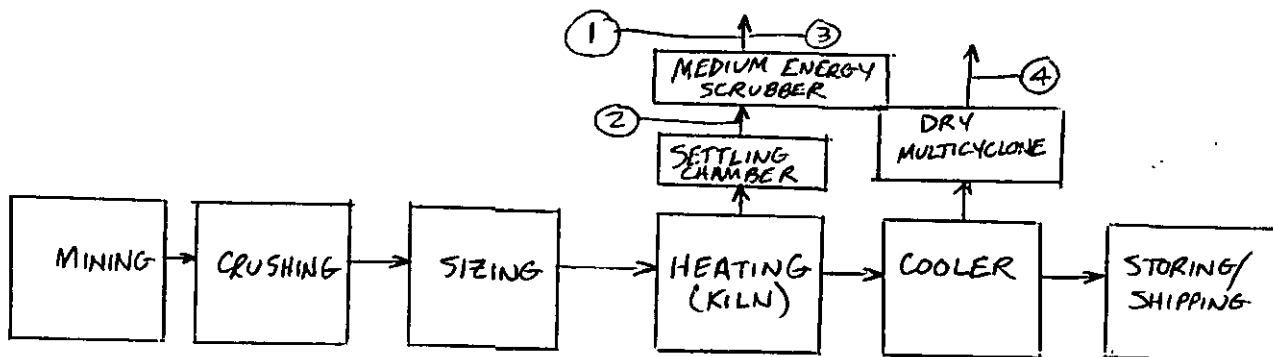 1
3
MEDIUM ENERGY
SCRUBBER
4
2
DRY
MULTICYCLONE
SETTLING
CHAMBER
MINING
CRUSHING
SIZING
HEATING
(KILN)
COOLER
STORING/
SHIPPING